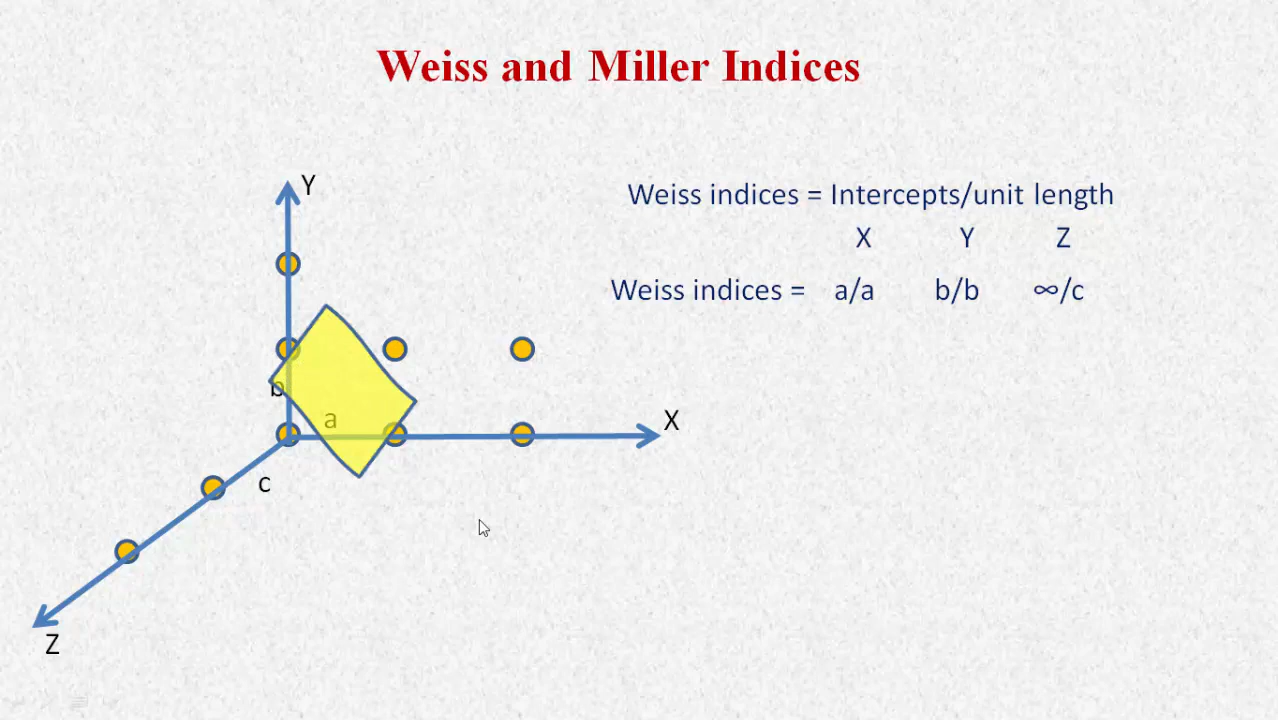 Weiss and Miller Indices
Y
Weiss indices = Intercepts/unit length
X Y Z
Weiss indices = a/a b/b ∞/c
b
a
X
c
Z